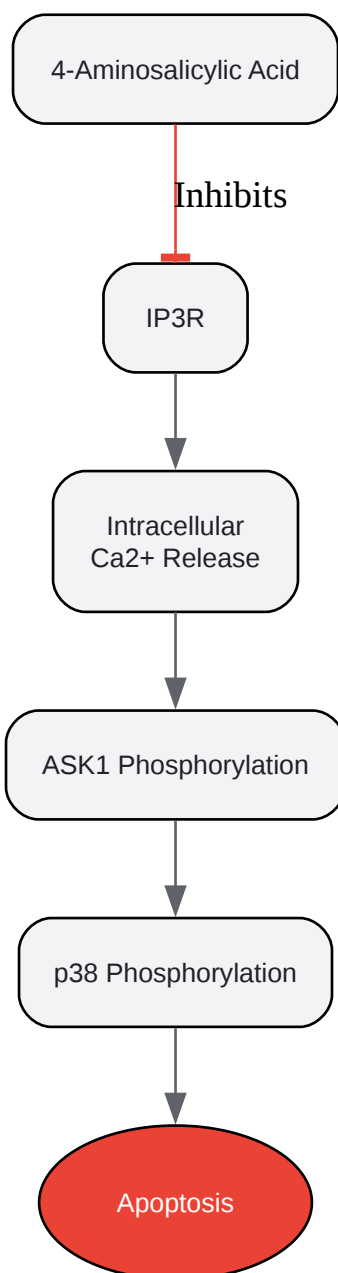 4-Aminosalicylic Acid
Inhibits
IP3R
Intracellular
Ca2+ Release
ASK1 Phosphorylation
p38 Phosphorylation
Apoptosis